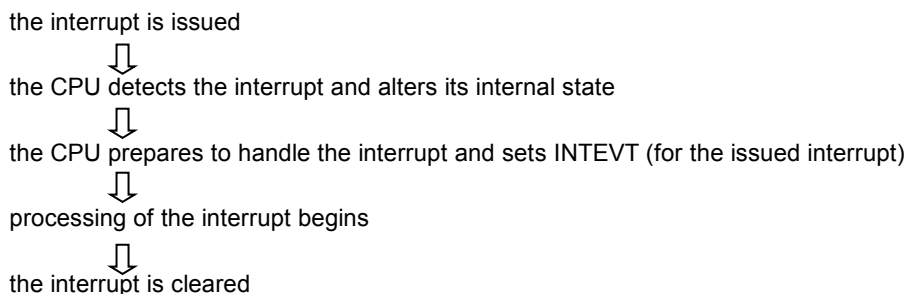 the interrupt is issued
the CPU detects the interrupt and alters its internal state
the CPU prepares to handle the interrupt and sets INTEVT (for the issued interrupt)
processing of the interrupt begins
the interrupt is cleared